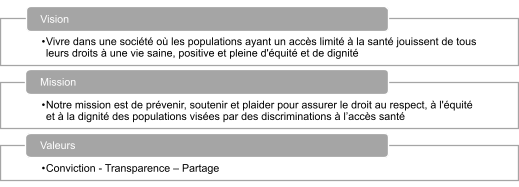 Vision
•Vivre dans une société où les populations ayant un accès limité à la santé jouissent de tous
leurs droits à une vie saine, positive et pleine d'équité et de dignité
Mission
•Notre mission est de prévenir, soutenir et plaider pour assurer le droit au respect, à l'équité
et à la dignité des populations visées par des discriminations à l’accès santé
Valeurs
•Conviction - Transparence – Partage